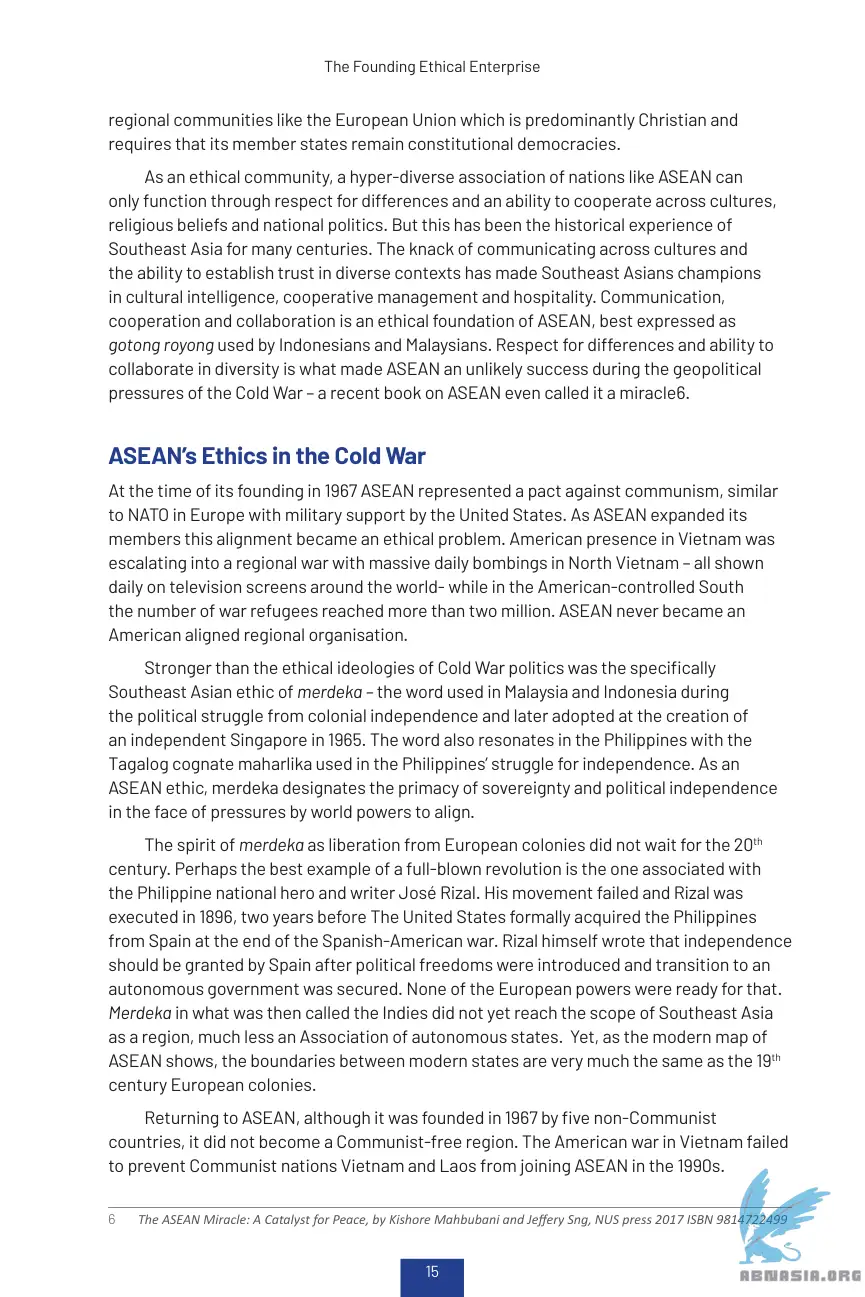 The Founding Ethical Enterprise
regional communities like the European Union which is predominantly Christian and
requires that its member states remain constitutional democracies.
As an ethical community, a hyper-diverse association of nations like ASEAN can
only function through respect for differences and an ability to cooperate across cultures,
religious beliefs and national politics. But this has been the historical experience of
Southeast Asia for many centuries. The knack of communicating across cultures and
the ability to establish trust in diverse contexts has made Southeast Asians champions
in cultural intelligence, cooperative management and hospitality. Communication,
cooperation and collaboration is an ethical foundation of ASEAN, best expressed as
gotong royong used by Indonesians and Malaysians. Respect for differences and ability to
collaborate in diversity is what made ASEAN an unlikely success during the geopolitical
pressures of the Cold War – a recent book on ASEAN even called it a miracle6.
ASEAN’s Ethics in the Cold War
At the time of its founding in 1967 ASEAN represented a pact against communism, similar
to NATO in Europe with military support by the United States. As ASEAN expanded its
members this alignment became an ethical problem. American presence in Vietnam was
escalating into a regional war with massive daily bombings in North Vietnam – all shown
daily on television screens around the world- while in the American-controlled South
the number of war refugees reached more than two million. ASEAN never became an
American aligned regional organisation.
Stronger than the ethical ideologies of Cold War politics was the specifically
Southeast Asian ethic of merdeka – the word used in Malaysia and Indonesia during
the political struggle from colonial independence and later adopted at the creation of
an independent Singapore in 1965. The word also resonates in the Philippines with the
Tagalog cognate maharlika used in the Philippines’ struggle for independence. As an
ASEAN ethic, merdeka designates the primacy of sovereignty and political independence
in the face of pressures by world powers to align.
The spirit of merdeka as liberation from European colonies did not wait for the 20th
century. Perhaps the best example of a full-blown revolution is the one associated with
the Philippine national hero and writer José Rizal. His movement failed and Rizal was
executed in 1896, two years before The United States formally acquired the Philippines
from Spain at the end of the Spanish-American war. Rizal himself wrote that independence
should be granted by Spain after political freedoms were introduced and transition to an
autonomous government was secured. None of the European powers were ready for that.
Merdeka in what was then called the Indies did not yet reach the scope of Southeast Asia
as a region, much less an Association of autonomous states.  Yet, as the modern map of
ASEAN shows, the boundaries between modern states are very much the same as the 19th
century European colonies.
Returning to ASEAN, although it was founded in 1967 by five non-Communist
countries, it did not become a Communist-free region. The American war in Vietnam failed
to prevent Communist nations Vietnam and Laos from joining ASEAN in the 1990s.
6 The ASEAN Miracle: A Catalyst for Peace, by Kishore Mahbubani and Jeffery Sng, NUS press 2017 ISBN 9814722499
15
ABNASIA.ORG